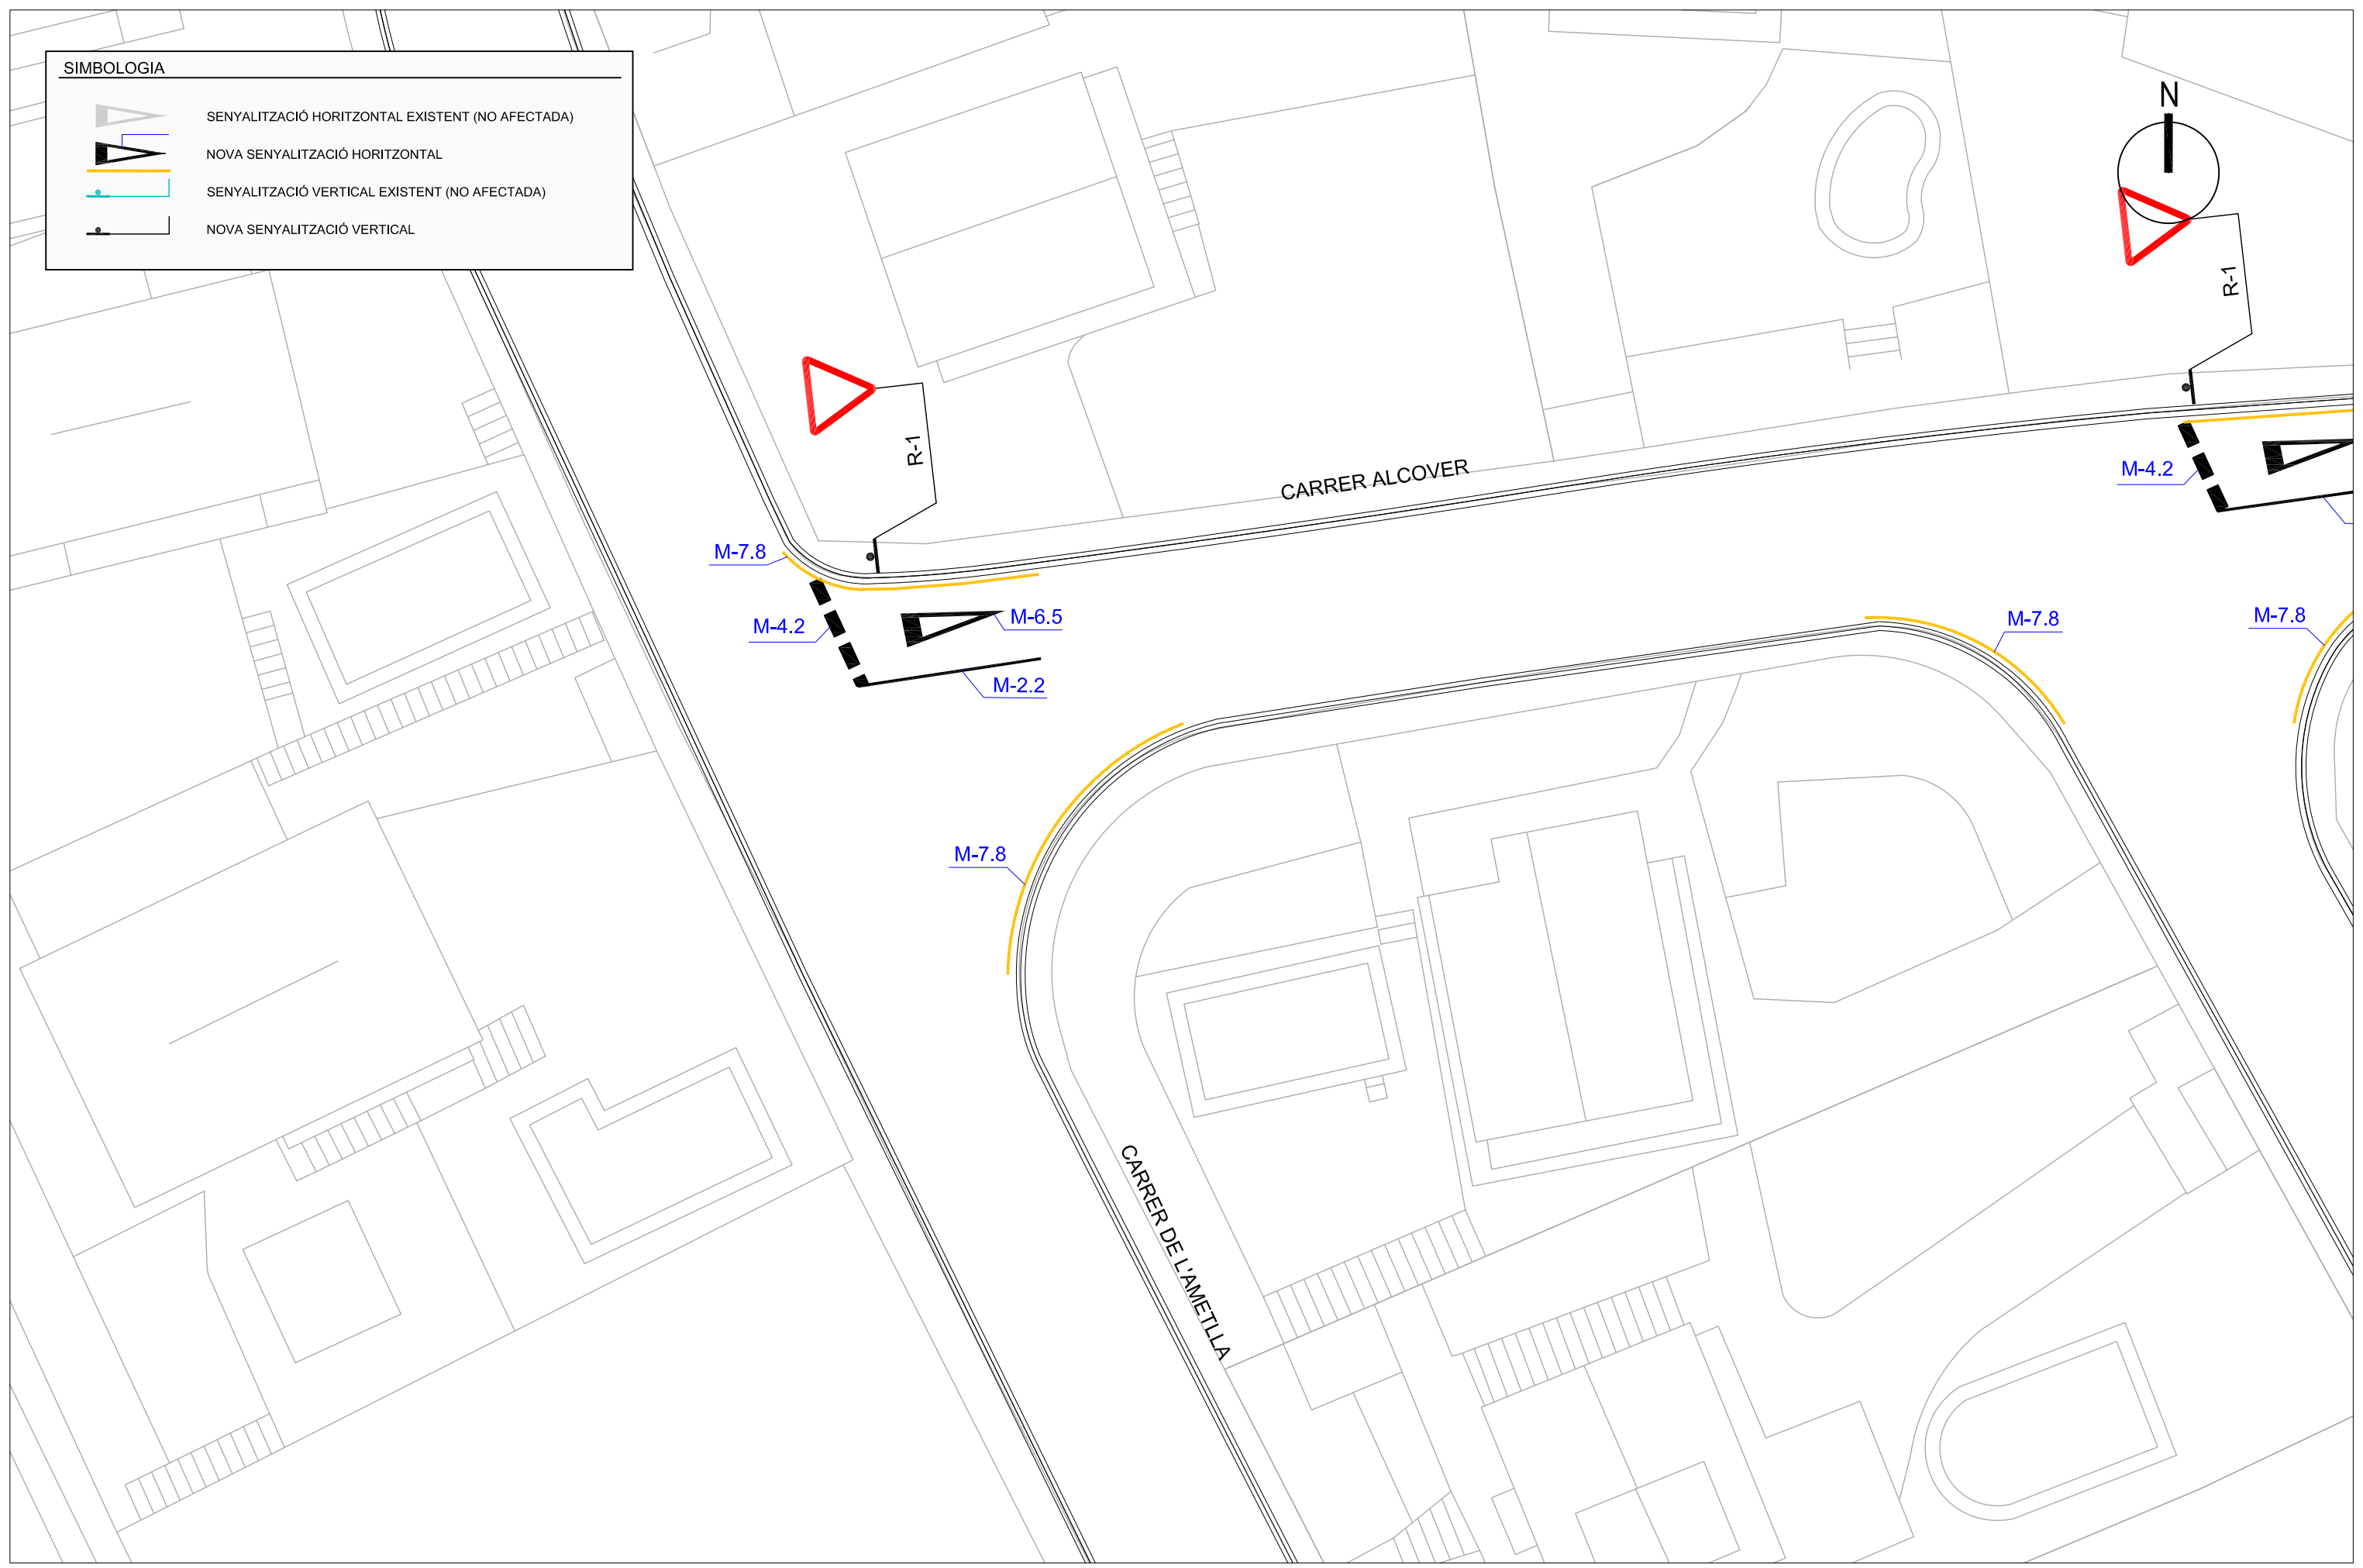 SIMBOLOGIA
SENYALITZACIÓ HORITZONTAL EXISTENT (NO AFECTADA)
NOVA SENYALITZACIÓ HORITZONTAL
SENYALITZACIÓ VERTICAL EXISTENT (NO AFECTADA)
NOVA SENYALITZACIÓ VERTICAL
N
R-1
R-1
CARRER ALCOVER
M-4.2
M-7.8
M-4.2
M-6.5
M-2.2
M-7.8
M-7.8
M-7.8
CARRER DE L'AMETLLA